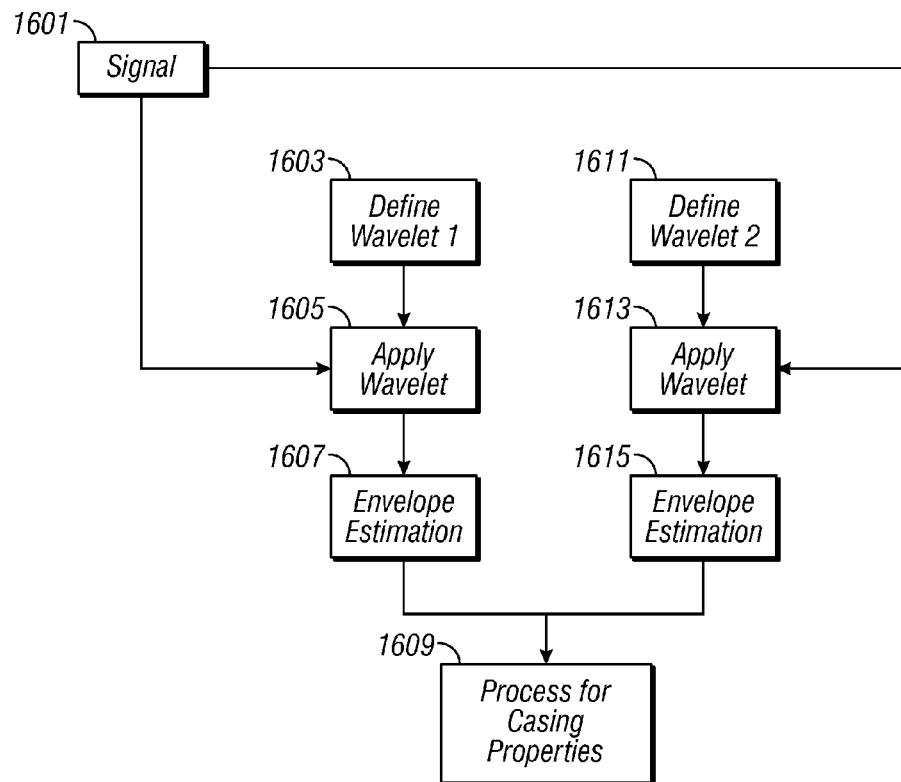 1601
Signal
1603
Define
Wavelet 1
1611
Define
Wavelet 2
1605
Apply
Wavelet
1613
Apply
Wavelet
1607
Envelope
Estimation
1615
Envelope
Estimation
1609
Process for
Casing
Properties